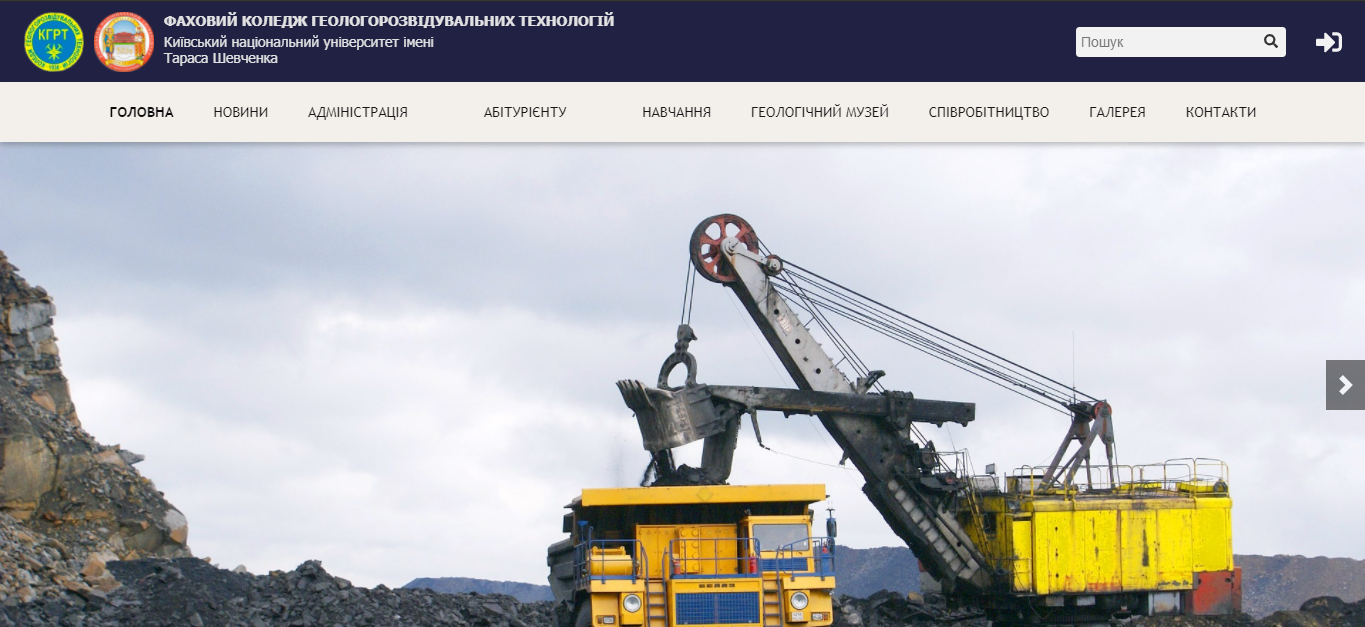 КГРТ
ФАХОВИЙ КОЛЕДЖ ГЕОЛОГОРОЗВІДУВАЛЬНИХ ТЕХНОЛОГІЙ
Київський національний університет імені
Тараса Шевченка
Пошук
ГОЛОВНА
НОВИНИ
АДМІНІСТРАЦІЯ
АБІТУРІЄНТУ
НАВЧАННЯ
ГЕОЛОГІЧНИЙ МУЗЕЙ
СПІВРОБІТНИЦТВО
ГАЛЕРЕЯ
КОНТАКТИ
БЕЛАЗ